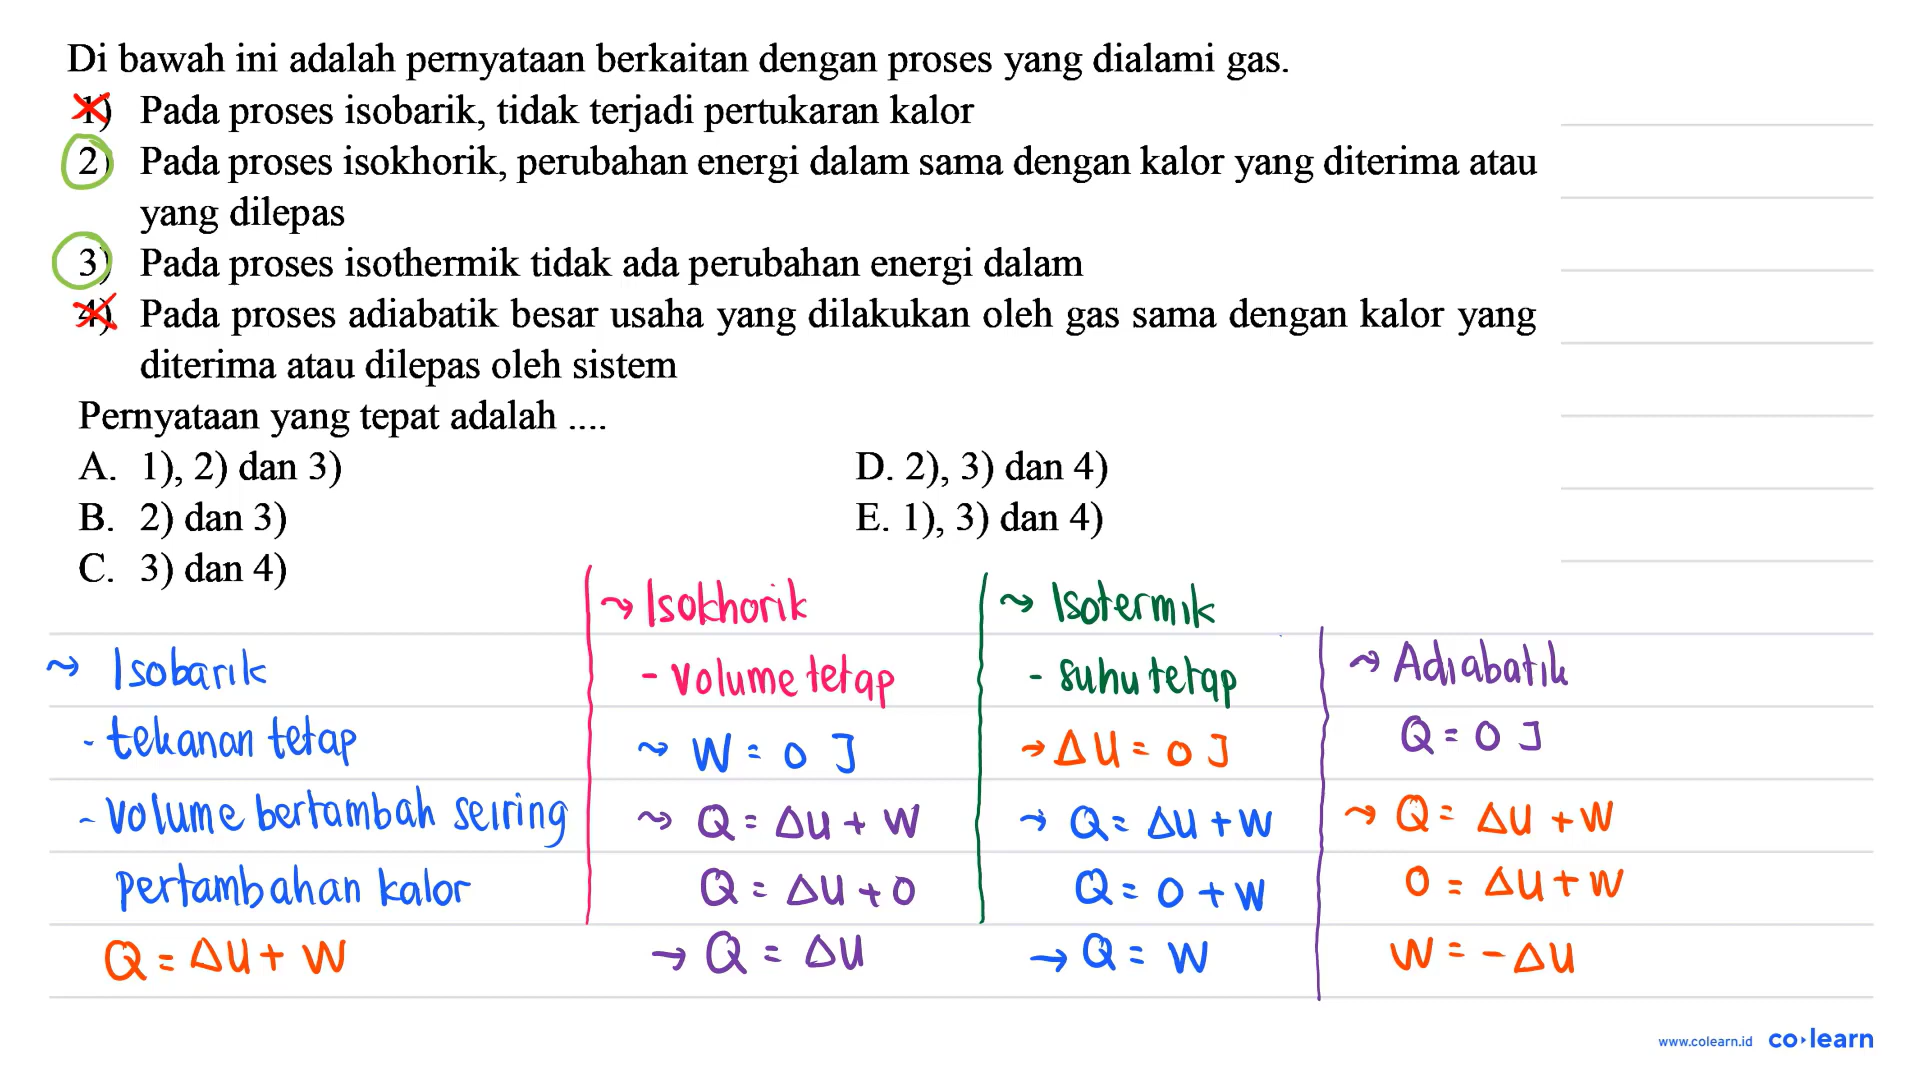 Di bawah ini adalah pernyataan berkaitan dengan proses yang dialami gas.
1) Pada proses isobarik, tidak terjadi pertukaran kalor
2) Pada proses isokhorik, perubahan energi dalam sama dengan kalor yang diterima atau
yang dilepas
3) Pada proses isothermik tidak ada perubahan energi dalam
4) Pada proses adiabatik besar usaha yang dilakukan oleh gas sama dengan kalor yang
diterima atau dilepas oleh sistem
Pernyataan yang tepat adalah ....
A. 1), 2) dan 3)
B. 2) dan 3)
C. 3) dan 4)
D. 2), 3) dan 4)
E. 1), 3) dan 4)
~> Isobarik
- tekanan tetap
- Volume bertambah seiring
pertambahan kalor
Q = ΔU + W
~> Isokhorik
- Volume tetap
~> W = 0 J
~> Q = ΔU + W
Q = ΔU + 0
→ Q = ΔU
~> Isotermik
- suhu tetap
→ ΔU = 0 J
→ Q = ΔU + W
Q = 0 + W
→ Q = W
~> Adiabatik
Q = 0 J
~> Q = ΔU + W
0 = ΔU + W
W = - ΔU
www.colearn.id co·learn